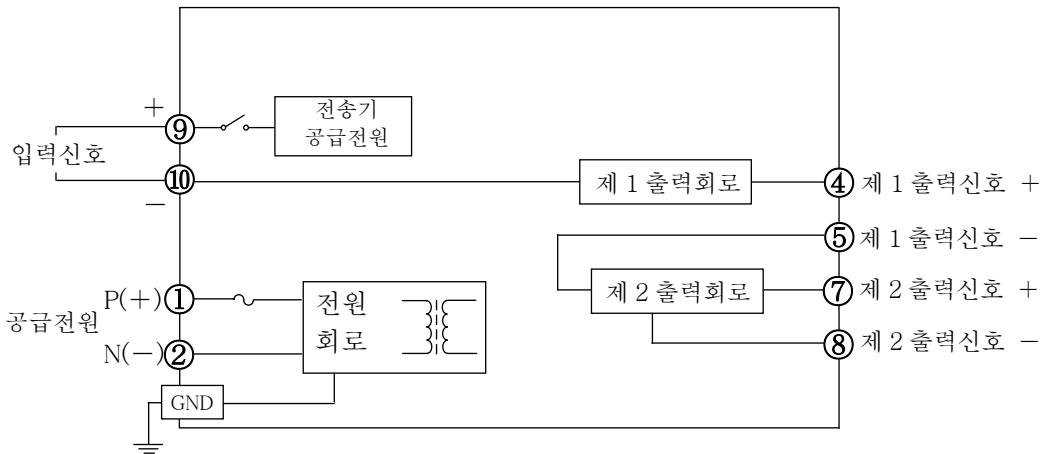 +
⑨
전송기
공급전원
입력신호
⑩
−
제 1 출력회로
④ 제 1 출력신호 +
⑤ 제 1 출력신호 −
제 2 출력회로
⑦ 제 2 출력신호 +
⑧ 제 2 출력신호 −
P(+) ①
공급전원
N(−) ②
전원
회로
GND